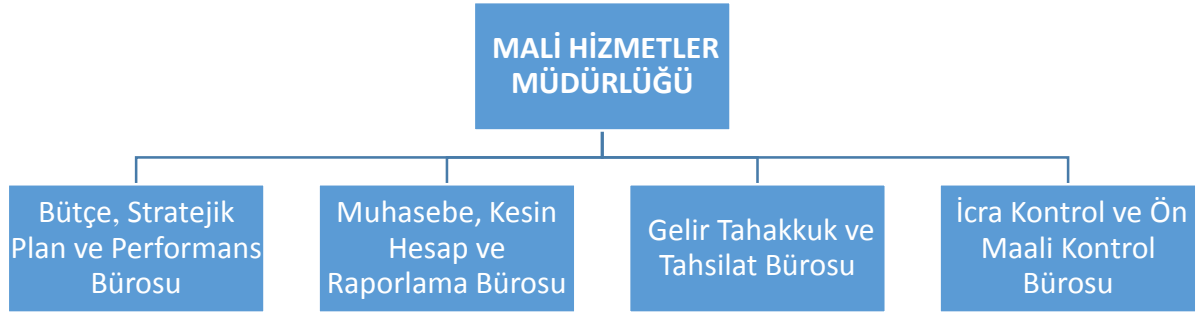 MALİ HİZMETLER
MÜDÜRLÜĞÜ
Bütçe, Stratejik
Plan ve Performans
Bürosu
Muhasebe, Kesin
Hesap ve
Raporlama Bürosu
Gelir Tahakkuk ve
Tahsilat Bürosu
İcra Kontrol ve Ön
Maali Kontrol
Bürosu